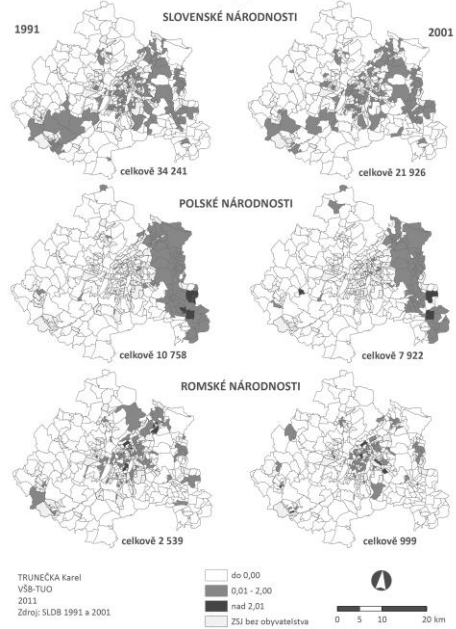 SLOVENSKÉ NÁRODNOSTI
1991
2001
celkově 34 241
celkově 21 926
POLSKÉ NÁRODNOSTI
celkově 10 758
celkově 7 922
ROMSKÉ NÁRODNOSTI
celkově 2 539
celkově 999
TRUNEČKA Karel
VŠB-TUO
2011
Zdroj: SLDB 1991 a 2001
do 0,00
0,01 - 2,00
nad 2,01
ZSJ bez obyvatelstva
0 5 10 20 km